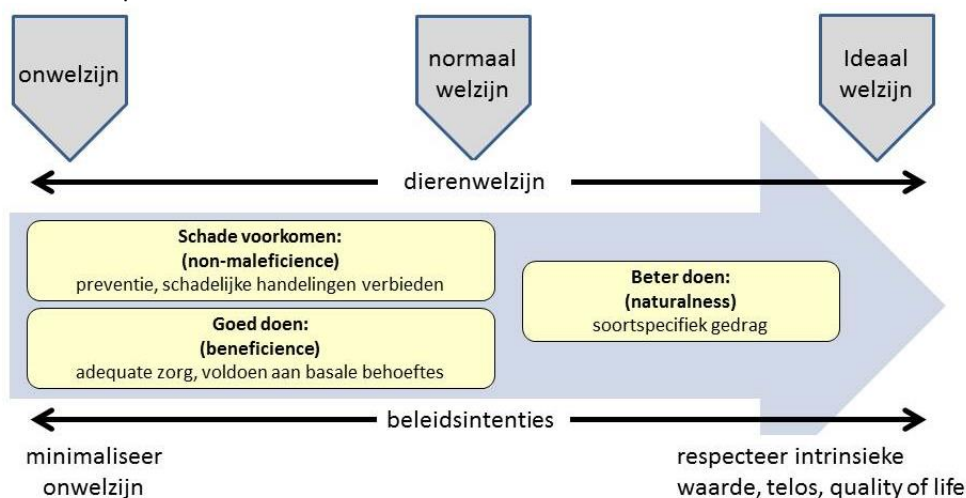 onwelzijn
normaal
welzijn
Ideaal
welzijn
dierenwelzijn
Schade voorkomen:
(non-maleficience)
preventie, schadelijke handelingen verbieden
Goed doen:
(beneficience)
adequate zorg, voldoen aan basale behoeftes
Beter doen:
(naturalness)
soortspecifiek gedrag
beleidsintenties
minimaliseer
onwelzijn
respecteer intrinsieke
waarde, telos, quality of life